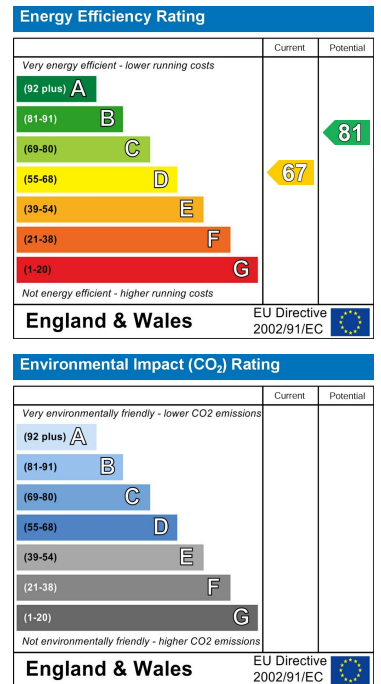 Energy Efficiency Rating
Current Potential
Very energy efficient - lower running costs
(92 plus) A
(81-91) B
81
(69-80) C
67
(55-68) D
(39-54) E
(21-38) F
(1-20) G
Not energy efficient - higher running costs
England & Wales
EU Directive
2002/91/EC
Environmental Impact (CO₂) Rating
Current Potential
Very environmentally friendly - lower CO2 emissions
(92 plus) A
(81-91) B
(69-80) C
(55-68) D
(39-54) E
(21-38) F
(1-20) G
Not environmentally friendly - higher CO2 emissions
England & Wales
EU Directive
2002/91/EC